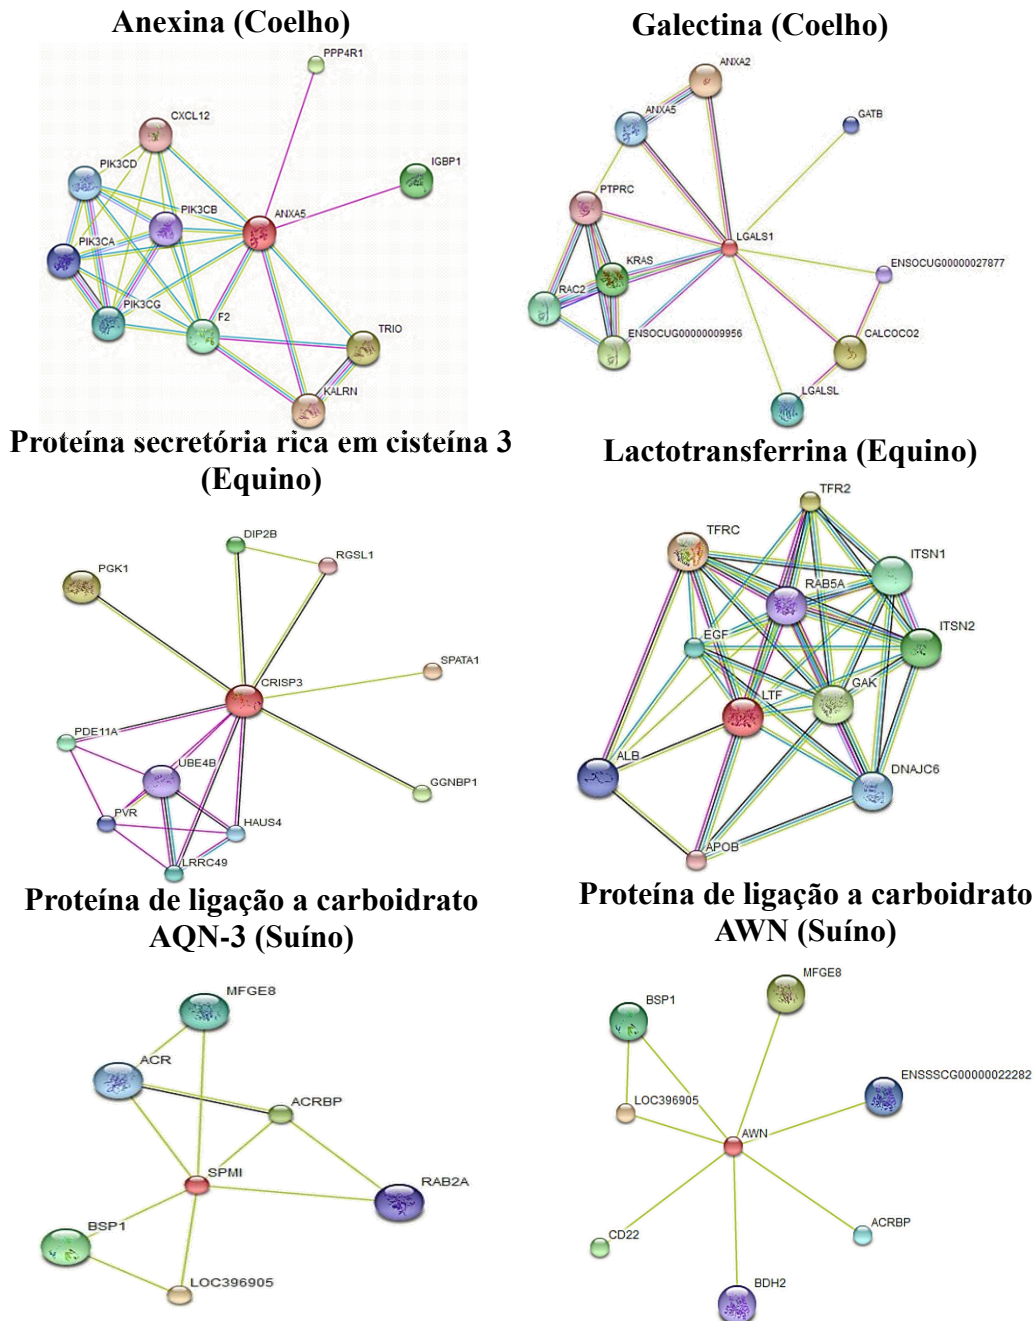 Anexina (Coelho)
PPP4R1
CXCL12
PIK3CD
IGBP1
PIK3CB
ANXA5
PIK3CA
PIK3CG
F2
TRIO
KALRN
Galectina (Coelho)
ANXA2
ANXA5
GATB
PTPRC
LGALS1
KRAS
ENSOCUG00000027877
RAC2
ENSOCUG00000009956
CALCOCO2
LGALSL
Proteína secretória rica em cisteína 3
(Equino)
DIP2B
RGSL1
PGK1
SPATA1
CRISP3
PDE11A
UBE4B
GGNBP1
PVR
HAUS4
LRRC49
Lactotransferrina (Equino)
TFR2
TFRC
ITSN1
RAB5A
ITSN2
EGF
GAK
LTF
ALB
DNAJC6
APOB
Proteína de ligação a carboidrato
AQN-3 (Suíno)
MFGE8
ACR
ACRBP
SPMI
RAB2A
BSP1
LOC396905
Proteína de ligação a carboidrato
AWN (Suíno)
MFGE8
BSP1
ENSSSCG00000022282
LOC396905
AWN
ACRBP
CD22
BDH2